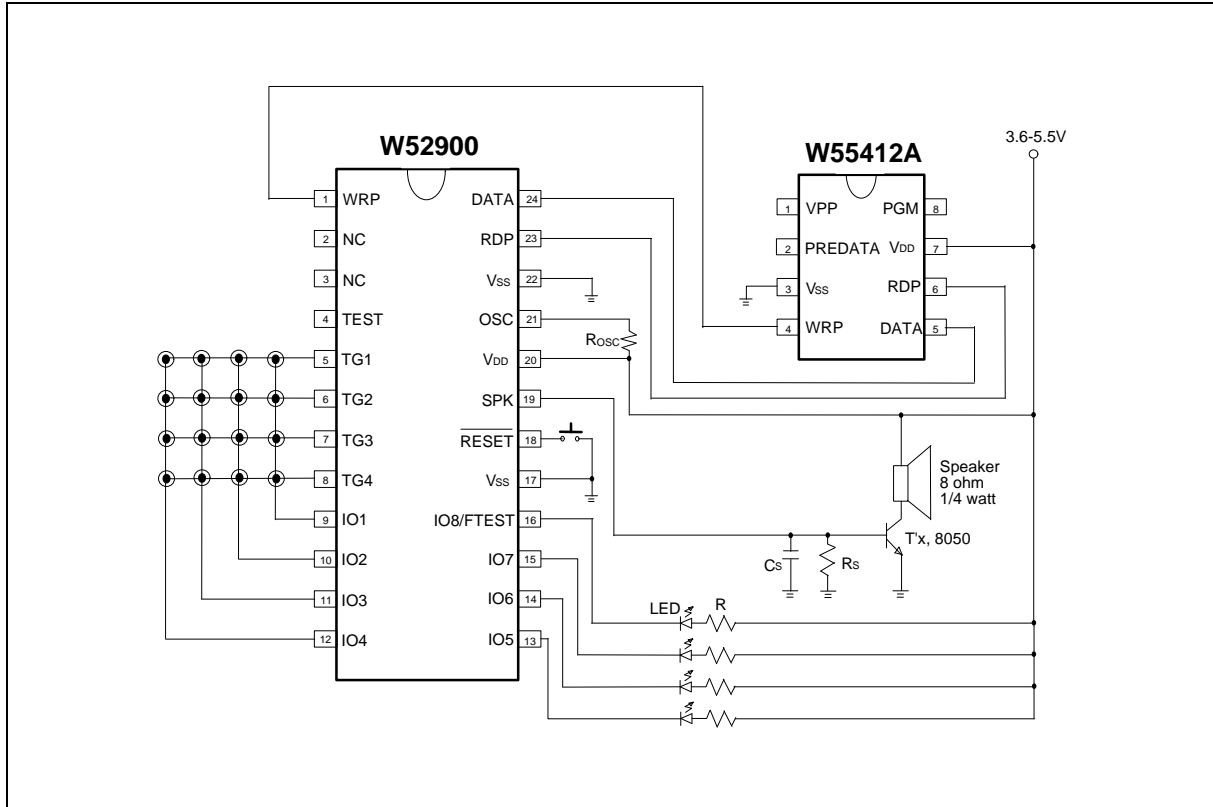 3.6-5.5V
W52900
W55412A
1 WRP DATA 24
2 NC RDP 23
3 NC Vss 22
4 TEST OSC 21
5 TG1 VDD 20
6 TG2 SPK 19
7 TG3 RESET 18
8 TG4 Vss 17
9 IO1 IO8/FTEST 16
10 IO2 IO7 15
11 IO3 IO6 14
12 IO4 IO5 13
ROSC
1 VPP PGM 8
2 PREDATA VDD 7
3 Vss RDP 6
4 WRP DATA 5
Speaker
8 ohm
1/4 watt
T'x, 8050
Cs
Rs
LED R